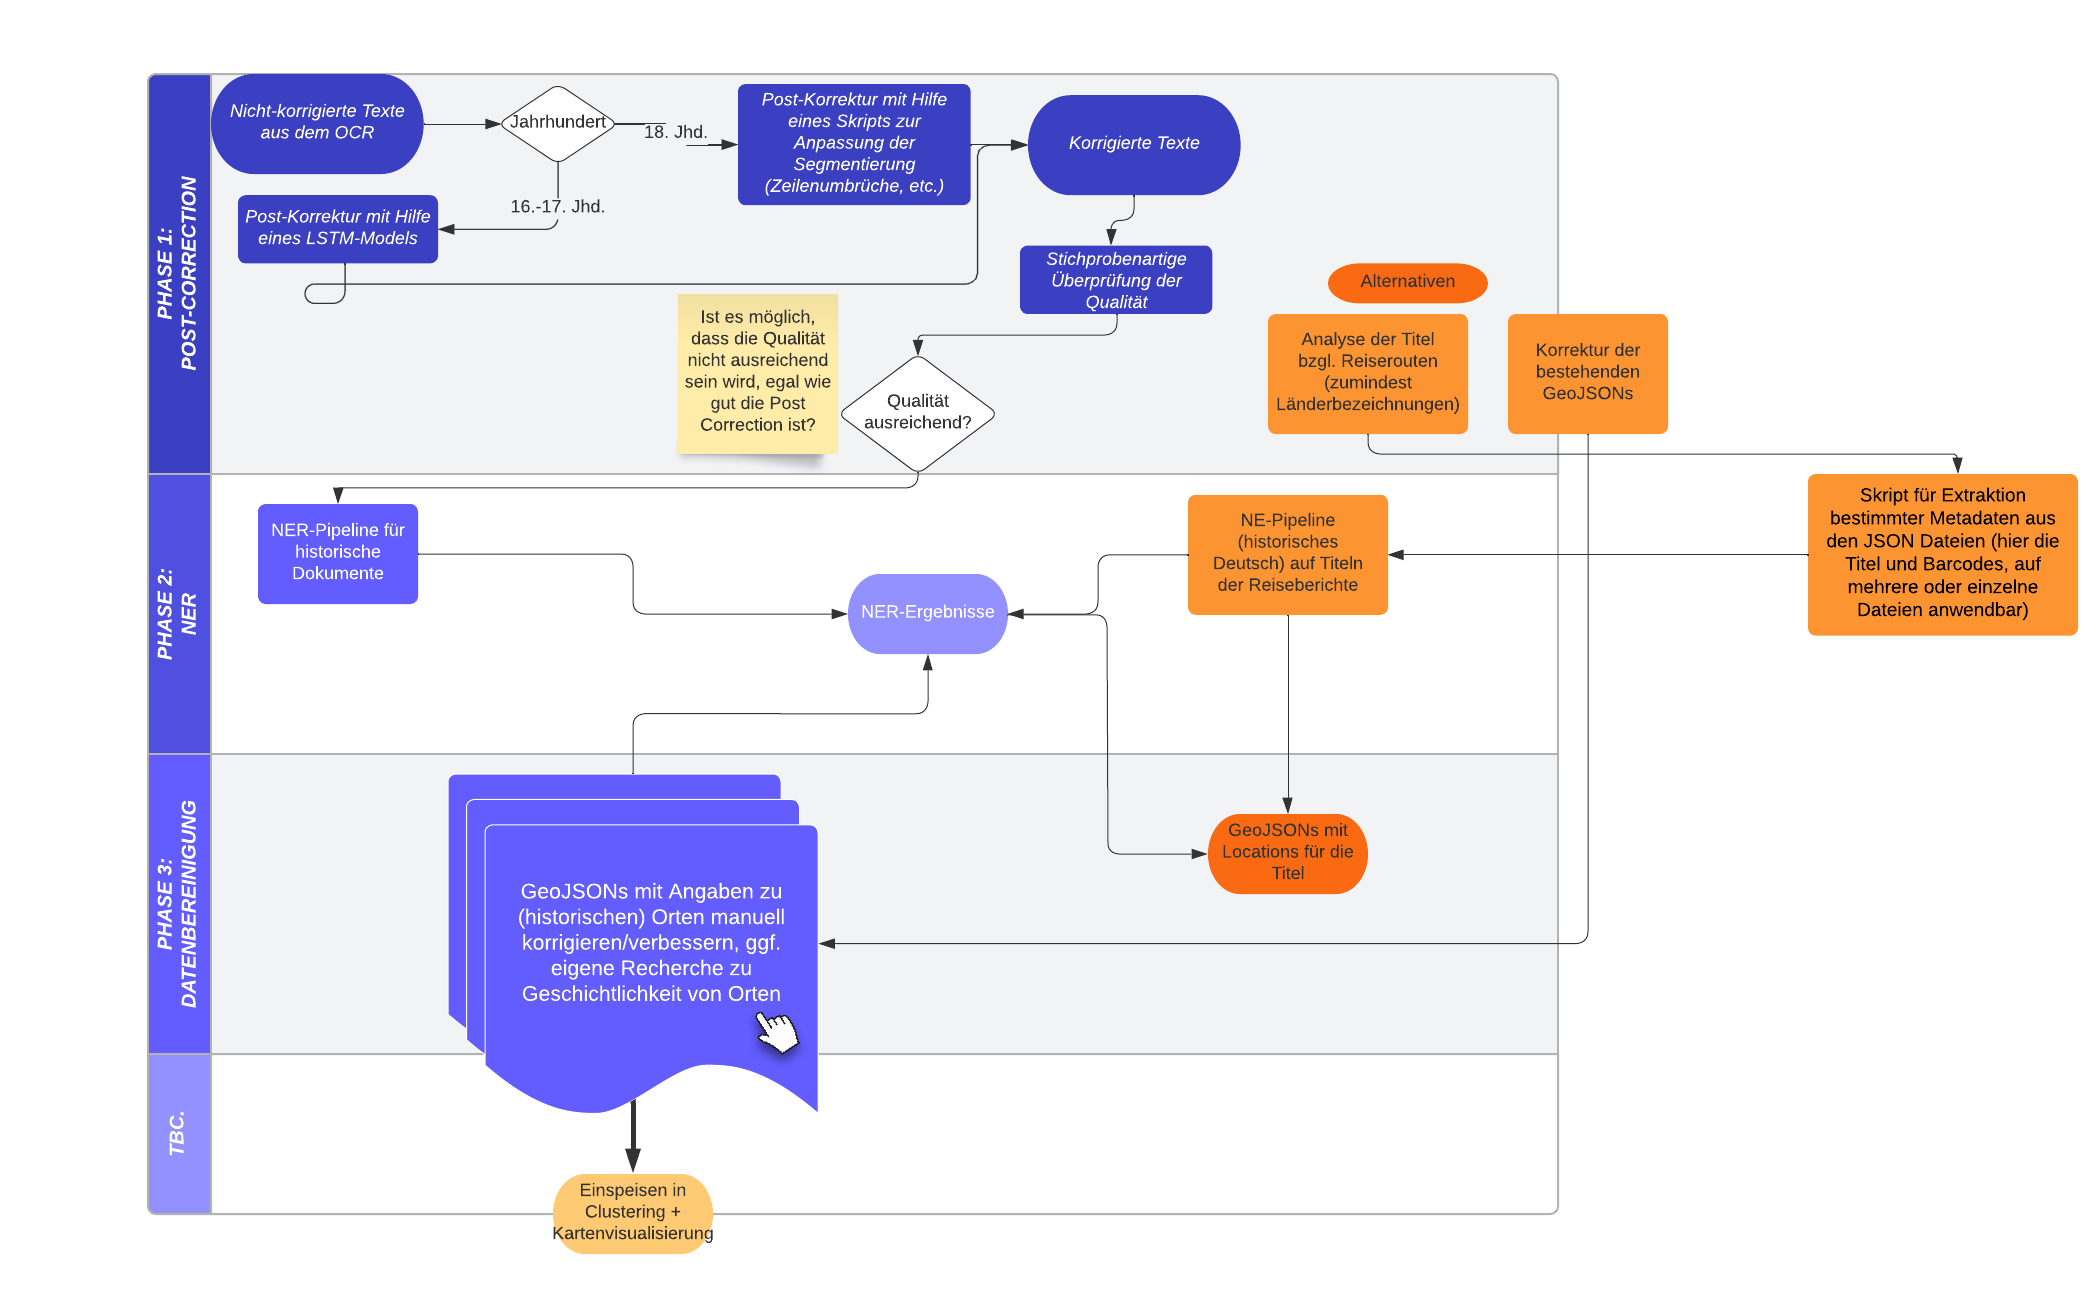 PHASE 1:
POST-CORRECTION
Nicht-korrigierte Texte
aus dem OCR
Jahrhundert
18. Jhd.
Post-Korrektur mit Hilfe
eines Skripts zur
Anpassung der
Segmentierung
(Zeilenumbrüche, etc.)
Korrigierte Texte
16.-17. Jhd.
Post-Korrektur mit Hilfe
eines LSTM-Models
Stichprobenartige
Überprüfung der
Qualität
Alternativen
Ist es möglich,
dass die Qualität
nicht ausreichend
sein wird, egal wie
gut die Post
Correction ist?
Qualität
ausreichend?
Analyse der Titel
bzgl. Reiserouten
(zumindest
Länderbezeichnungen)
Korrektur der
bestehenden
GeoJSONs
PHASE 2:
NER
NER-Pipeline für
historische
Dokumente
NER-Ergebnisse
NE-Pipeline
(historisches
Deutsch) auf Titeln
der Reiseberichte
Skript für Extraktion
bestimmter Metadaten aus
den JSON Dateien (hier die
Titel und Barcodes, auf
mehrere oder einzelne
Dateien anwendbar)
PHASE 3:
DATENBEREINIGUNG
GeoJSONs mit Angaben zu
(historischen) Orten manuell
korrigieren/verbessern, ggf.
eigene Recherche zu
Geschichtlichkeit von Orten
GeoJSONs mit
Locations für die
Titel
TBC.
Einspeisen in
Clustering +
Kartenvisualisierung